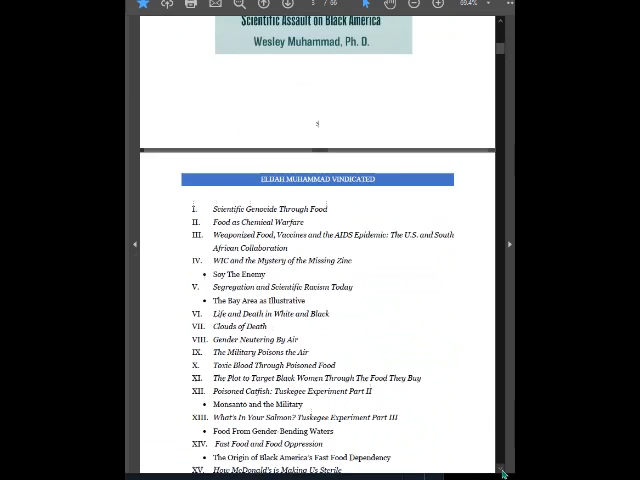 3 / 66
69.4%
Scientific Assault on Black America
Wesley Muhammad, Ph. D.
ELIJAH MUHAMMAD VINDICATED
I. Scientific Genocide Through Food
II. Food as Chemical Warfare
III. Weaponized Food, Vaccines and the AIDS Epidemic: The U.S. and South
African Collaboration
IV. WIC and the Mystery of the Missing Zinc
• Soy The Enemy
V. Segregation and Scientific Racism Today
• The Bay Area as Illustrative
VI. Life and Death in White and Black
VII. Clouds of Death
VIII. Gender Neutering By Air
IX. The Military Poisons the Air
X. Toxic Blood Through Poisoned Food
XI. The Plot to Target Black Women Through The Food They Buy
XII. Poisoned Catfish: Tuskegee Experiment Part II
• Monsanto and the Military
XIII. What's In Your Salmon? Tuskegee Experiment Part III
• Food From Gender-Bending Waters
XIV. Fast Food and Food Oppression
• The Origin of Black America's Fast Food Dependency
XV. How McDonald's is Making Us Sterile